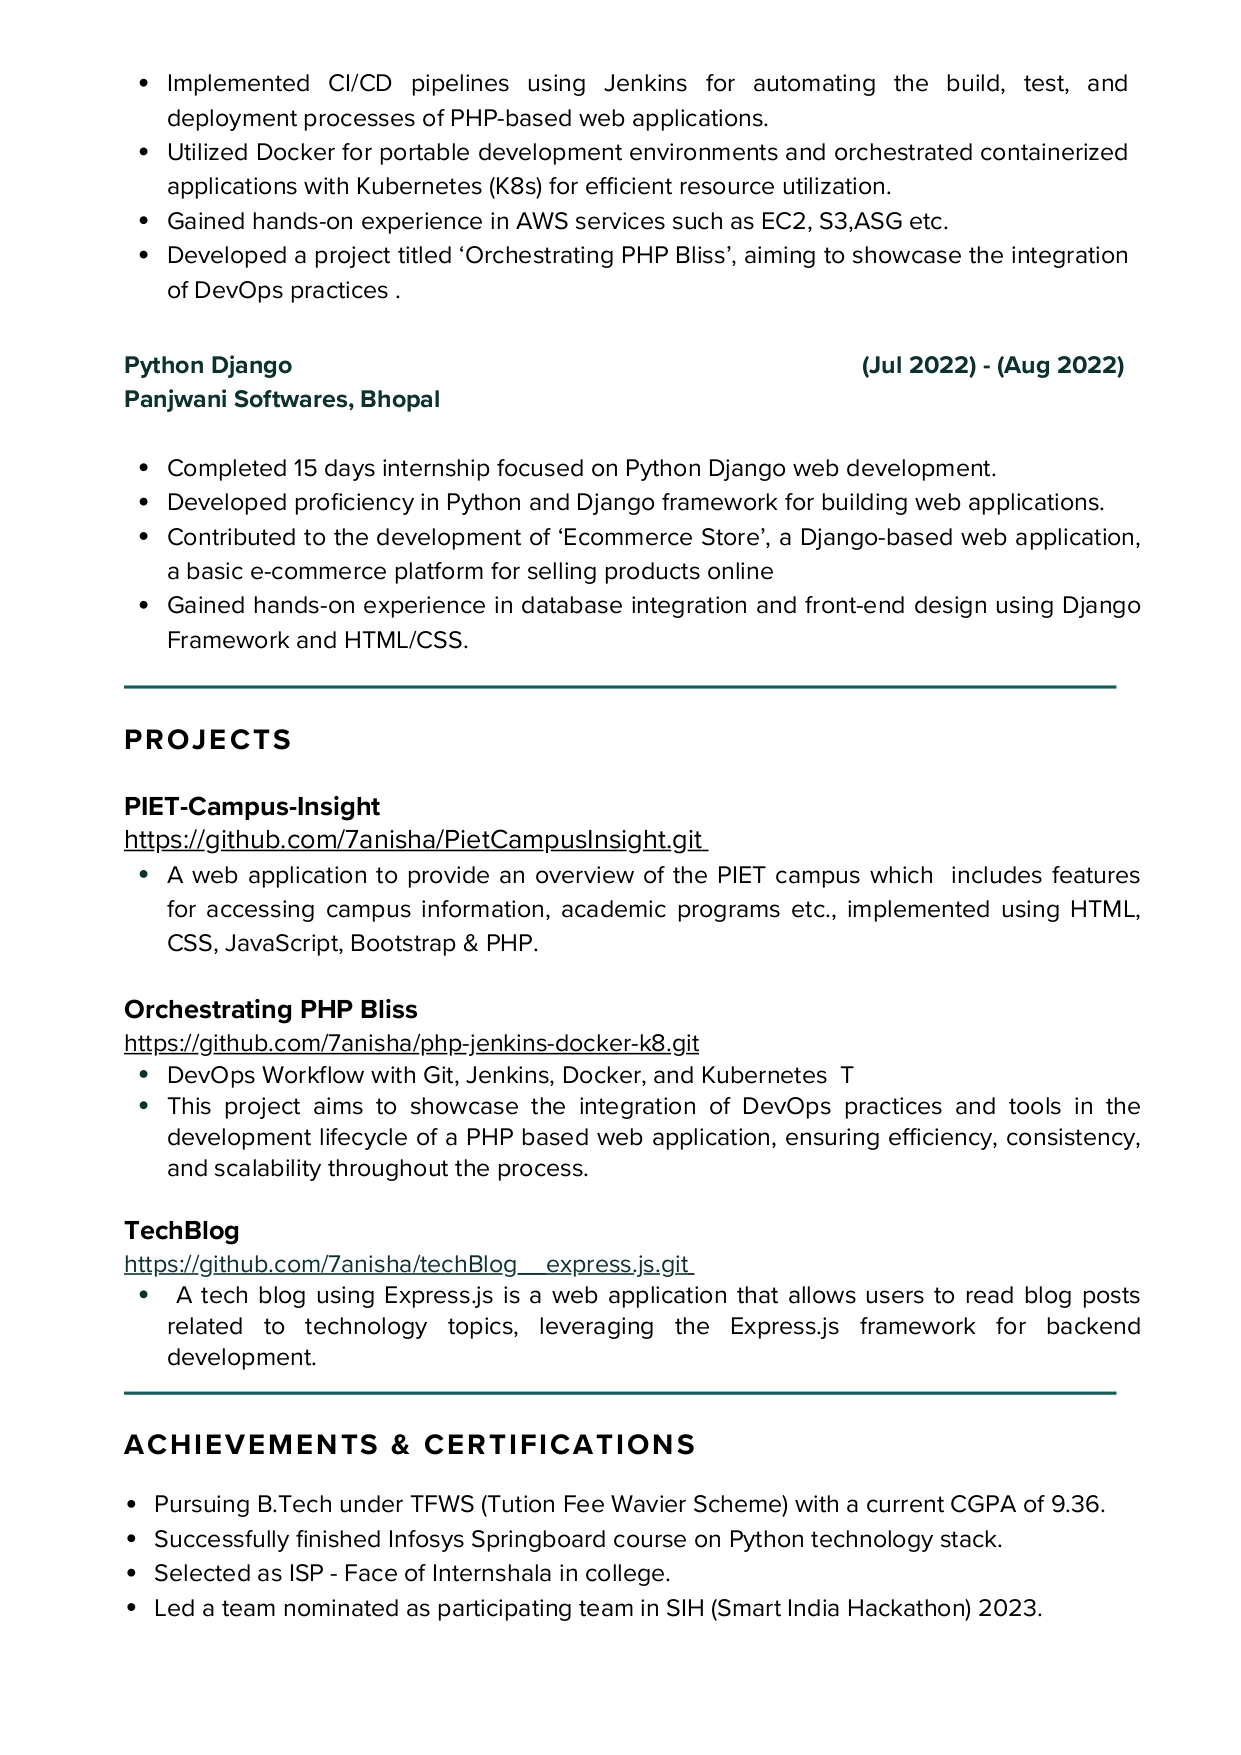 • Implemented CI/CD pipelines using Jenkins for automating the build, test, and
deployment processes of PHP-based web applications.
• Utilized Docker for portable development environments and orchestrated containerized
applications with Kubernetes (K8s) for efficient resource utilization.
• Gained hands-on experience in AWS services such as EC2, S3,ASG etc.
• Developed a project titled ‘Orchestrating PHP Bliss’, aiming to showcase the integration
of DevOps practices .
Python Django (Jul 2022) - (Aug 2022)
Panjwani Softwares, Bhopal
• Completed 15 days internship focused on Python Django web development.
• Developed proficiency in Python and Django framework for building web applications.
• Contributed to the development of ‘Ecommerce Store’, a Django-based web application,
a basic e-commerce platform for selling products online
• Gained hands-on experience in database integration and front-end design using Django
Framework and HTML/CSS.
PROJECTS
PIET-Campus-Insight
https://github.com/7anisha/PietCampusInsight.git
• A web application to provide an overview of the PIET campus which includes features
for accessing campus information, academic programs etc., implemented using HTML,
CSS, JavaScript, Bootstrap & PHP.
Orchestrating PHP Bliss
https://github.com/7anisha/php-jenkins-docker-k8.git
• DevOps Workflow with Git, Jenkins, Docker, and Kubernetes T
• This project aims to showcase the integration of DevOps practices and tools in the
development lifecycle of a PHP based web application, ensuring efficiency, consistency,
and scalability throughout the process.
TechBlog
https://github.com/7anisha/techBlog__express.js.git
• A tech blog using Express.js is a web application that allows users to read blog posts
related to technology topics, leveraging the Express.js framework for backend
development.
ACHIEVEMENTS & CERTIFICATIONS
• Pursuing B.Tech under TFWS (Tution Fee Wavier Scheme) with a current CGPA of 9.36.
• Successfully finished Infosys Springboard course on Python technology stack.
• Selected as ISP - Face of Internshala in college.
• Led a team nominated as participating team in SIH (Smart India Hackathon) 2023.